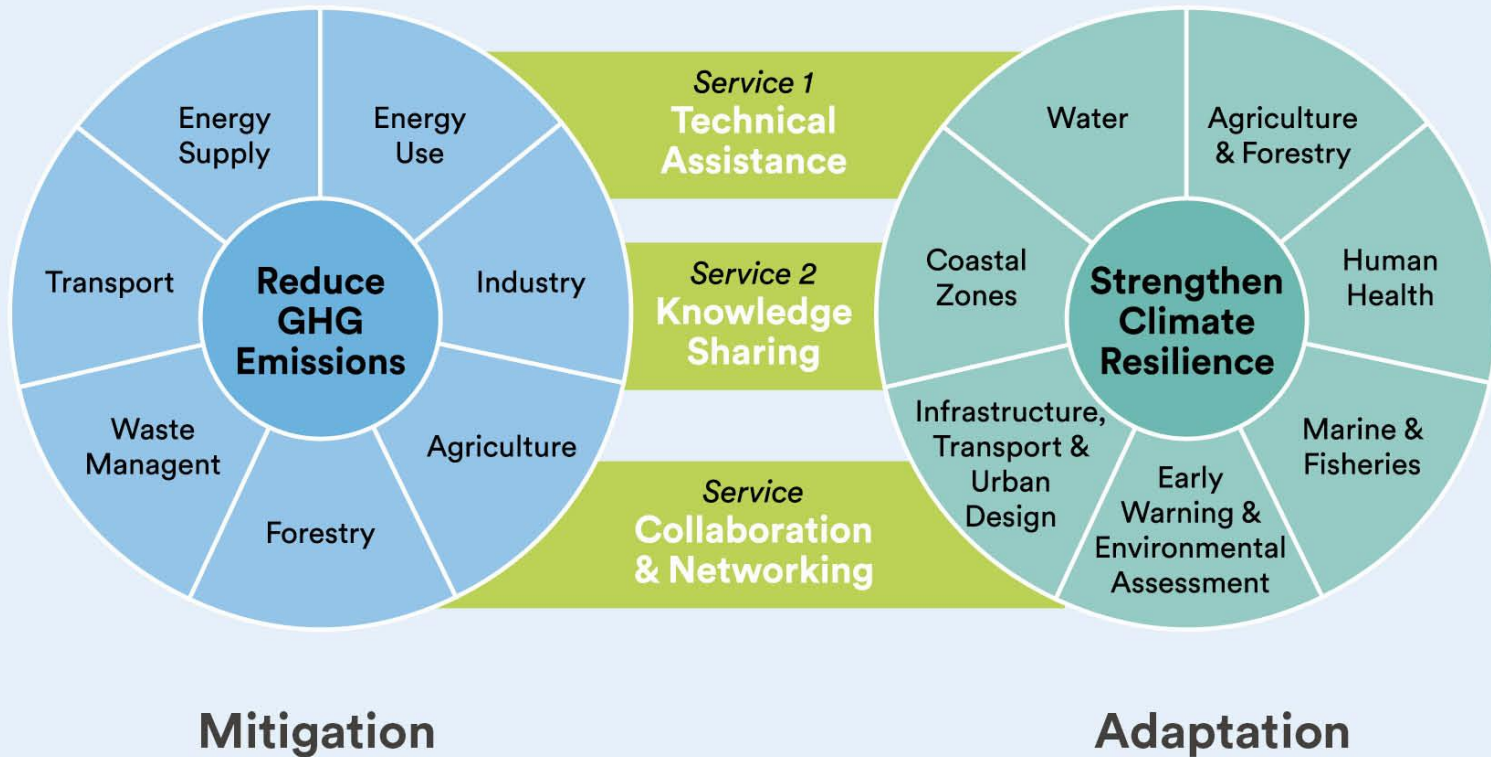 Energy
Supply
Energy
Use
Transport
Industry
Reduce
GHG
Emissions
Waste
Managent
Agriculture
Forestry
Service 1
Technical
Assistance
Service 2
Knowledge
Sharing
Service
Collaboration
& Networking
Water
Agriculture
& Forestry
Coastal
Zones
Human
Health
Strengthen
Climate
Resilience
Infrastructure,
Transport &
Urban
Design
Marine &
Fisheries
Early
Warning &
Environmental
Assessment
Mitigation
Adaptation